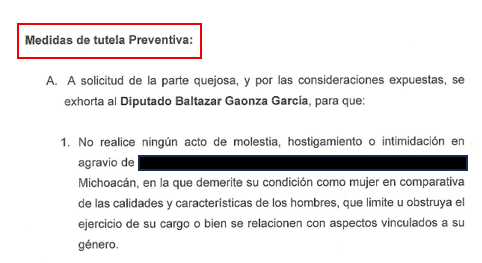 Medidas de tutela Preventiva:
A. A solicitud de la parte quejosa, y por las consideraciones expuestas, se
exhorta al Diputado Baltazar Gaonza García, para que:
1. No realice ningún acto de molestia, hostigamiento o intimidación en
agravio de
Michoacán, en la que demerite su condición como mujer en comparativa
de las calidades y características de los hombres, que limite u obstruya el
ejercicio de su cargo o bien se relacionen con aspectos vinculados a su
género.